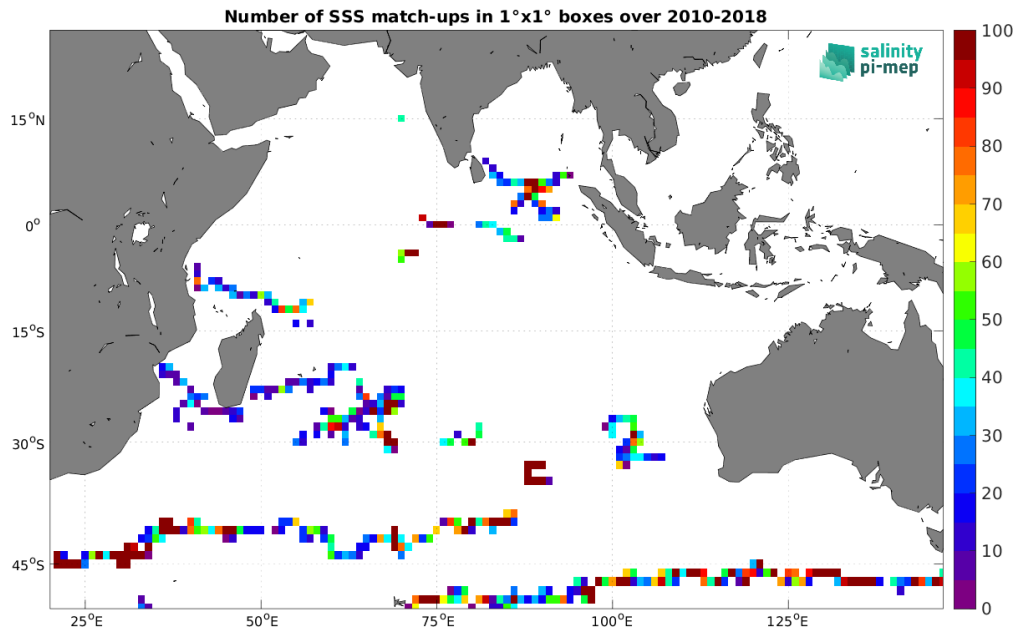 Number of SSS match-ups in 1°x1° boxes over 2010-2018
salinity
pi-mep
15°N
0°
15°S
30°S
45°S
25°E
50°E
75°E
100°E
125°E
100
90
80
70
60
50
40
30
20
10
0